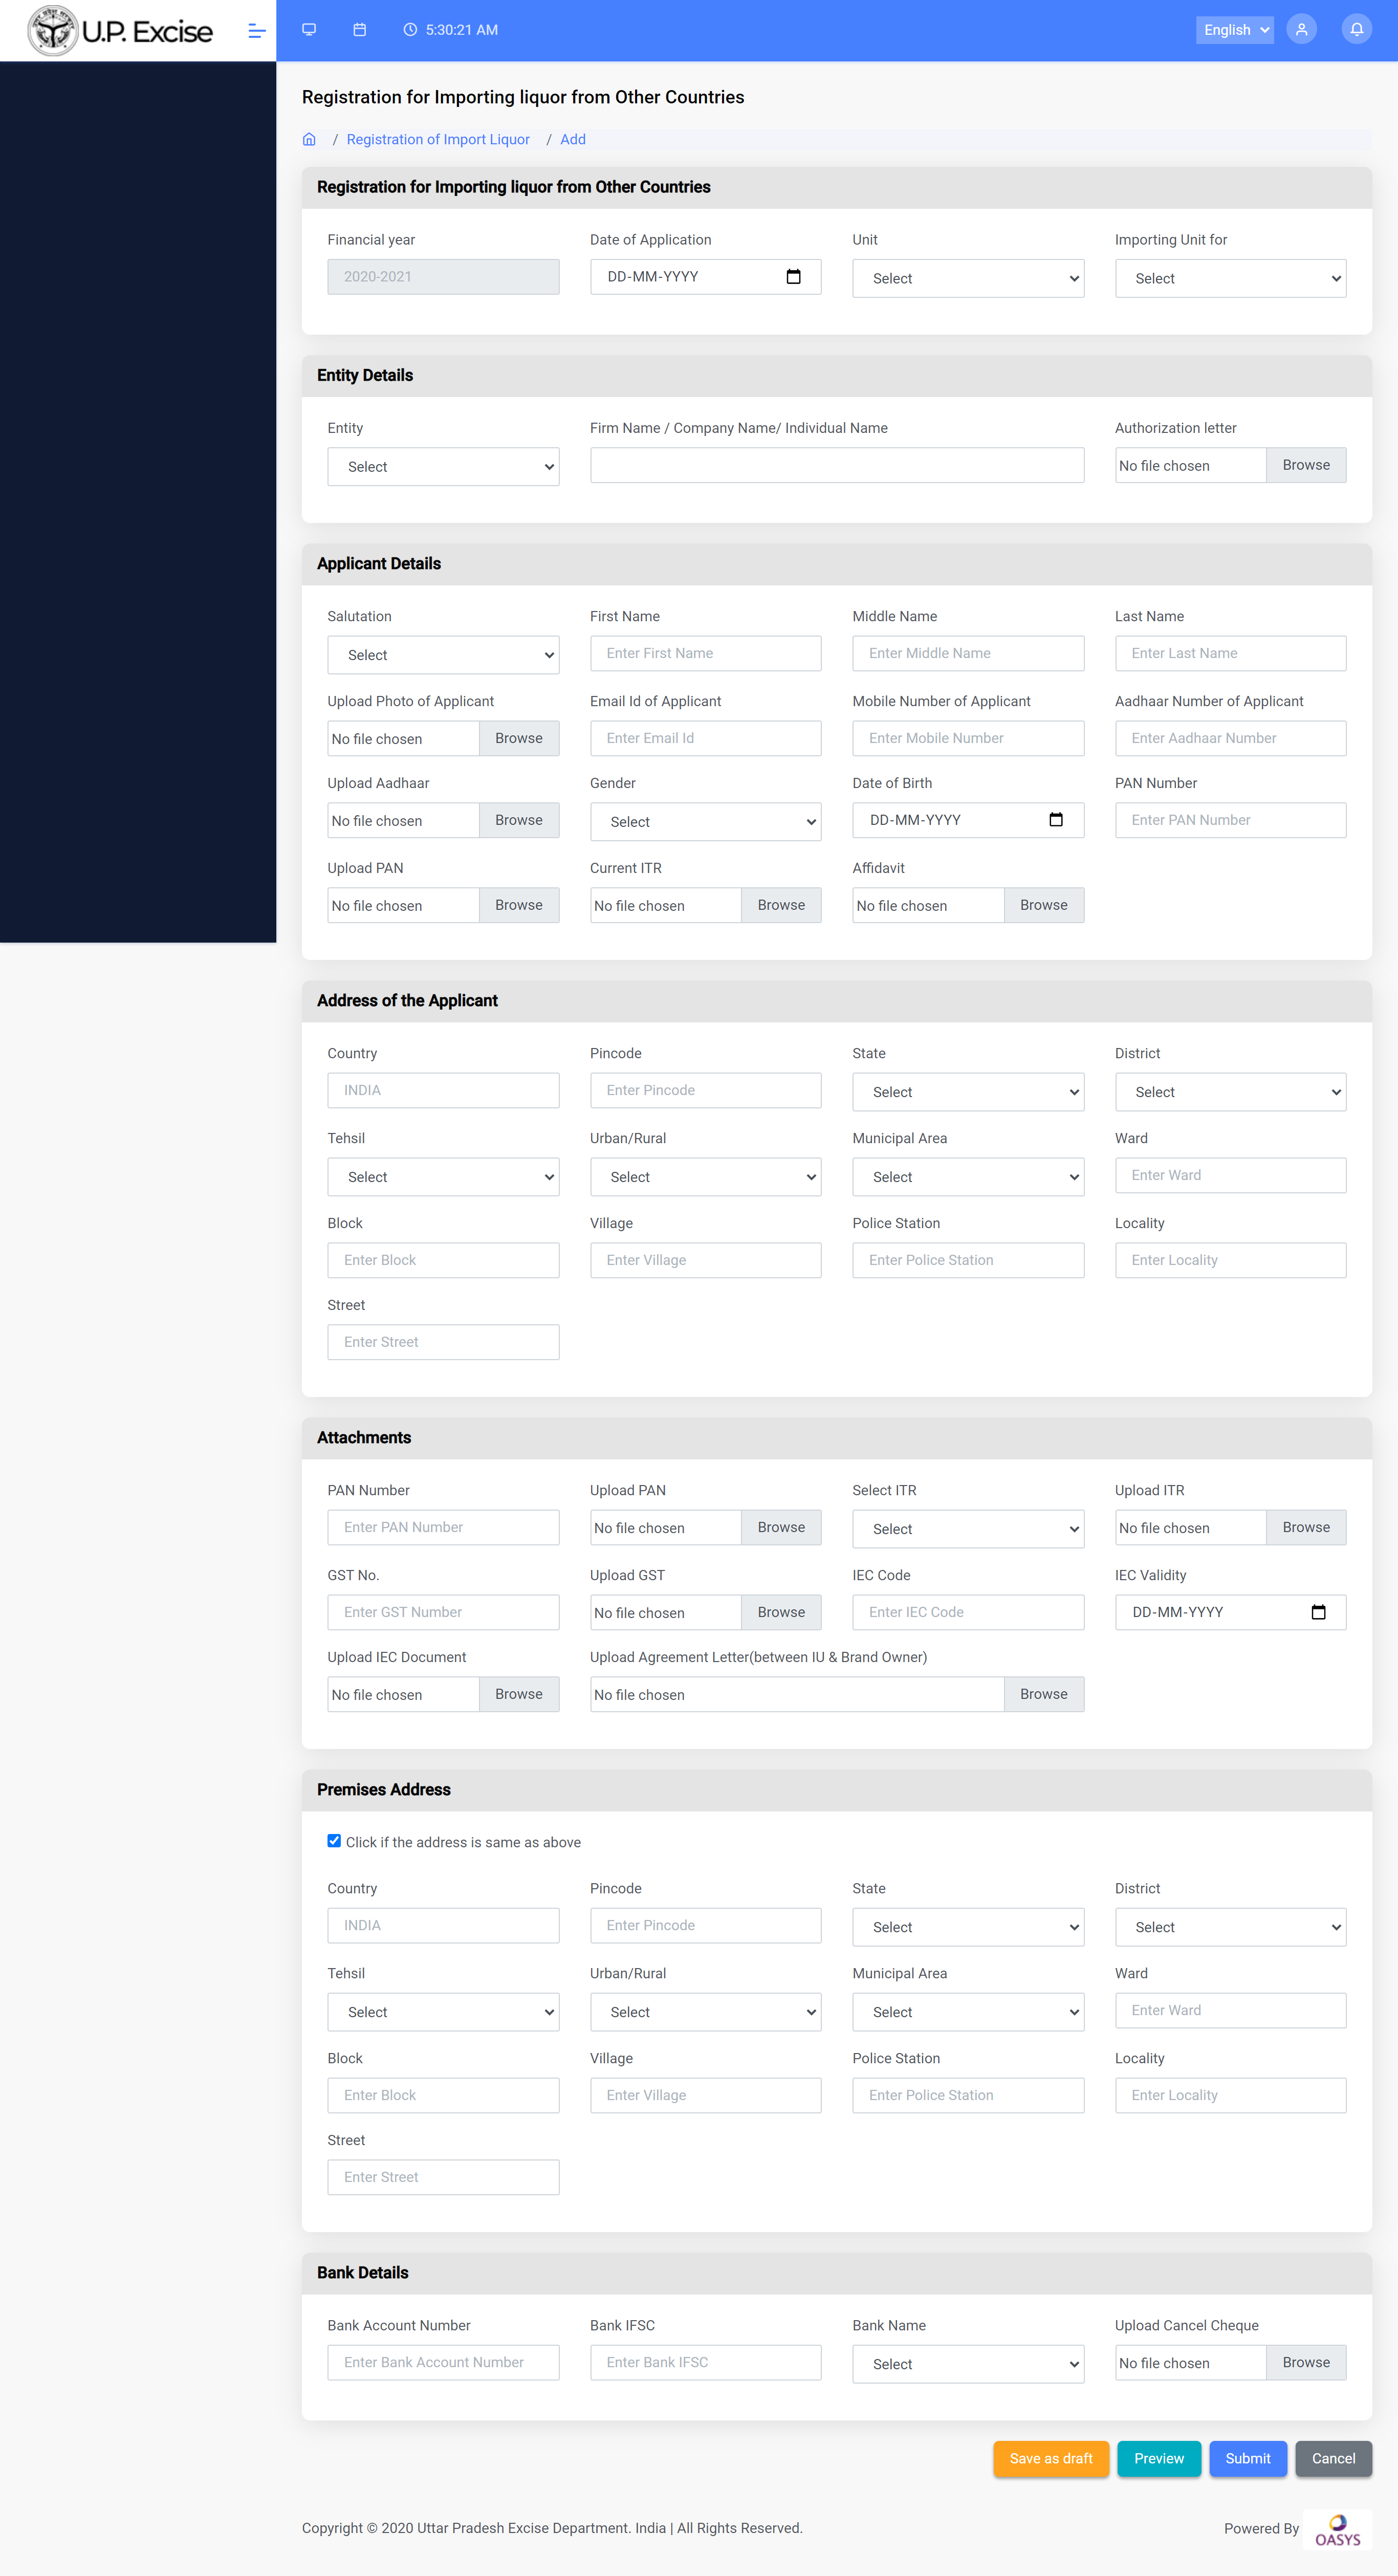 U.P. Excise
5:30:21 AM
English
Registration for Importing liquor from Other Countries
/ Registration of Import Liquor / Add
Registration for Importing liquor from Other Countries
Financial year Date of Application Unit Importing Unit for
2020-2021 DD-MM-YYYY Select Select
Entity Details
Entity Firm Name / Company Name/ Individual Name Authorization letter
Select No file chosen Browse
Applicant Details
Salutation First Name Middle Name Last Name
Select Enter First Name Enter Middle Name Enter Last Name
Upload Photo of Applicant Email Id of Applicant Mobile Number of Applicant Aadhaar Number of Applicant
No file chosen Browse Enter Email Id Enter Mobile Number Enter Aadhaar Number
Upload Aadhaar Gender Date of Birth PAN Number
No file chosen Browse Select DD-MM-YYYY Enter PAN Number
Upload PAN Current ITR Affidavit
No file chosen Browse No file chosen Browse No file chosen Browse
Address of the Applicant
Country Pincode State District
INDIA Enter Pincode Select Select
Tehsil Urban/Rural Municipal Area Ward
Select Select Select Enter Ward
Block Village Police Station Locality
Enter Block Enter Village Enter Police Station Enter Locality
Street
Enter Street
Attachments
PAN Number Upload PAN Select ITR Upload ITR
Enter PAN Number No file chosen Browse Select No file chosen Browse
GST No. Upload GST IEC Code IEC Validity
Enter GST Number No file chosen Browse Enter IEC Code DD-MM-YYYY
Upload IEC Document Upload Agreement Letter(between IU & Brand Owner)
No file chosen Browse No file chosen Browse
Premises Address
Click if the address is same as above
Country Pincode State District
INDIA Enter Pincode Select Select
Tehsil Urban/Rural Municipal Area Ward
Select Select Select Enter Ward
Block Village Police Station Locality
Enter Block Enter Village Enter Police Station Enter Locality
Street
Enter Street
Bank Details
Bank Account Number Bank IFSC Bank Name Upload Cancel Cheque
Enter Bank Account Number Enter Bank IFSC Select No file chosen Browse
Save as draft Preview Submit Cancel
Copyright © 2020 Uttar Pradesh Excise Department. India | All Rights Reserved. Powered By OASYS